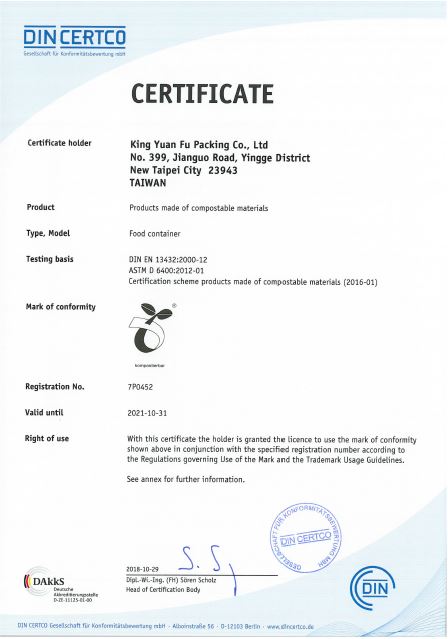 DIN CERTCO
Gesellschaft für Konformitätsbewertung mbH
CERTIFICATE
Certificate holder
King Yuan Fu Packing Co., Ltd
No. 399, Jianguo Road, Yingge District
New Taipei City 23943
TAIWAN
Product
Products made of compostable materials
Type, Model
Food container
Testing basis
DIN EN 13432:2000-12
ASTM D 6400:2012-01
Certification scheme products made of compostable materials (2016-01)
Mark of conformity
®
kompostierbar
Registration No.
7P0452
Valid until
2021-10-31
Right of use
With this certificate the holder is granted the licence to use the mark of conformity
shown above in conjunction with the specified registration number according to
the Regulations governing Use of the Mark and the Trademark Usage Guidelines.
See annex for further information.
GESELLSCHAFT FÜR KONFORMITÄTSBEWERTUNG MBH
DIN CERTCO
2018-10-29
Dipl.-Wi.-Ing. (FH) Sören Scholz
Head of Certification Body
DAkkS
Deutsche
Akkreditierungsstelle
D-ZE-11125-01-00
DIN
DIN CERTCO Gesellschaft für Konformitätsbewertung mbH · Alboinstraße 56 · D-12103 Berlin · www.dincertco.de